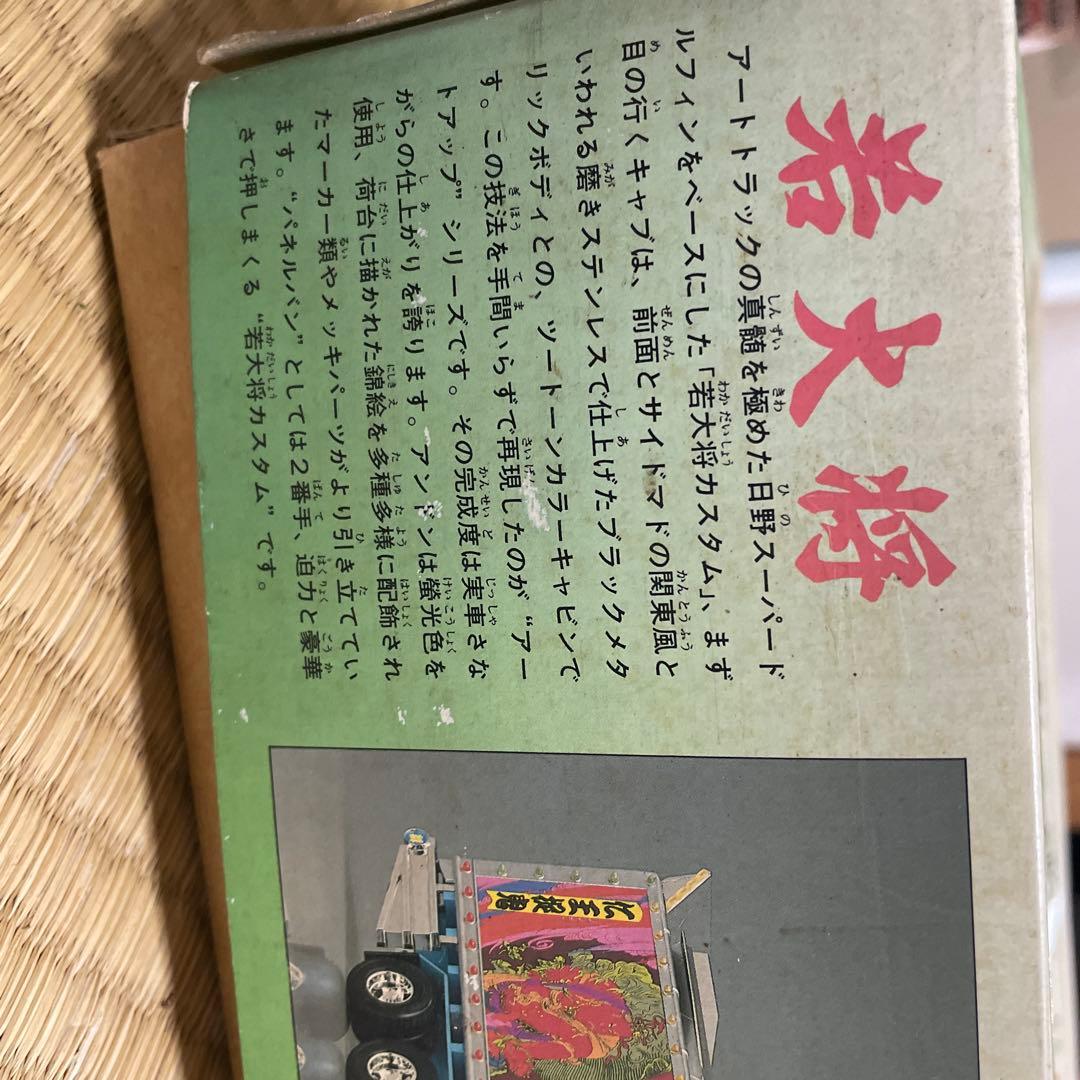 若大将
アートトラックの真髄を極めた日野スーパード
ルフィンをベースにした「若大将カスタム」、まず
目の行くキャブは、前面とサイドマドの関東風と
いわれる磨きステンレスで仕上げたブラックメタ
リックボディとの、ツートーンカラーキャビンで
す。この技法を手間いらずで再現したのが“アー
トアップ”シリーズです。その完成度は実車さな
がらの仕上がりを誇ります。アンドンは螢光色を
使用、荷台に描かれた錦絵を多種多様に配飾され
たマーカー類やメッキパーツがより引き立ててい
ます。“パネルバン”としては2番手、迫力と豪華
さで押しまくる“若大将カスタム”です。